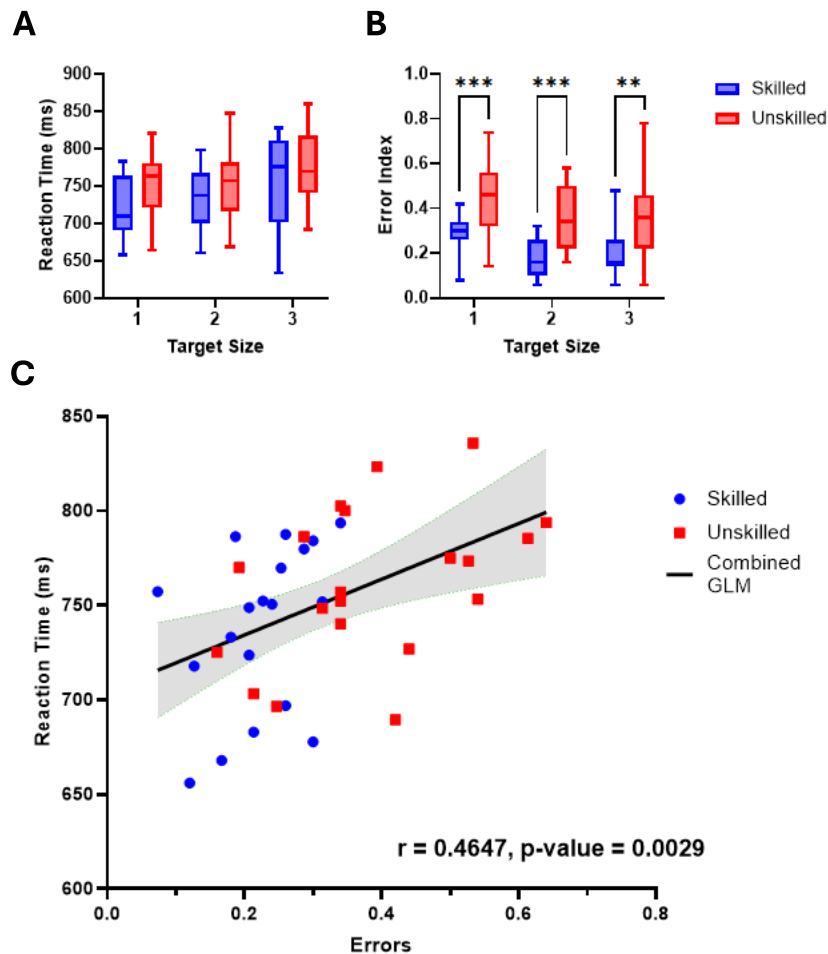 A
B
900
850
800
750
700
650
600
Reaction Time (ms)
1 2 3
Target Size
1.0
0.8
0.6
0.4
0.2
0.0
Error Index
*** *** **
1 2 3
Target Size
Skilled
Unskilled
C
850
800
750
700
650
600
Reaction Time (ms)
Skilled
Unskilled
Combined
GLM
r = 0.4647, p-value = 0.0029
0.0 0.2 0.4 0.6 0.8
Errors